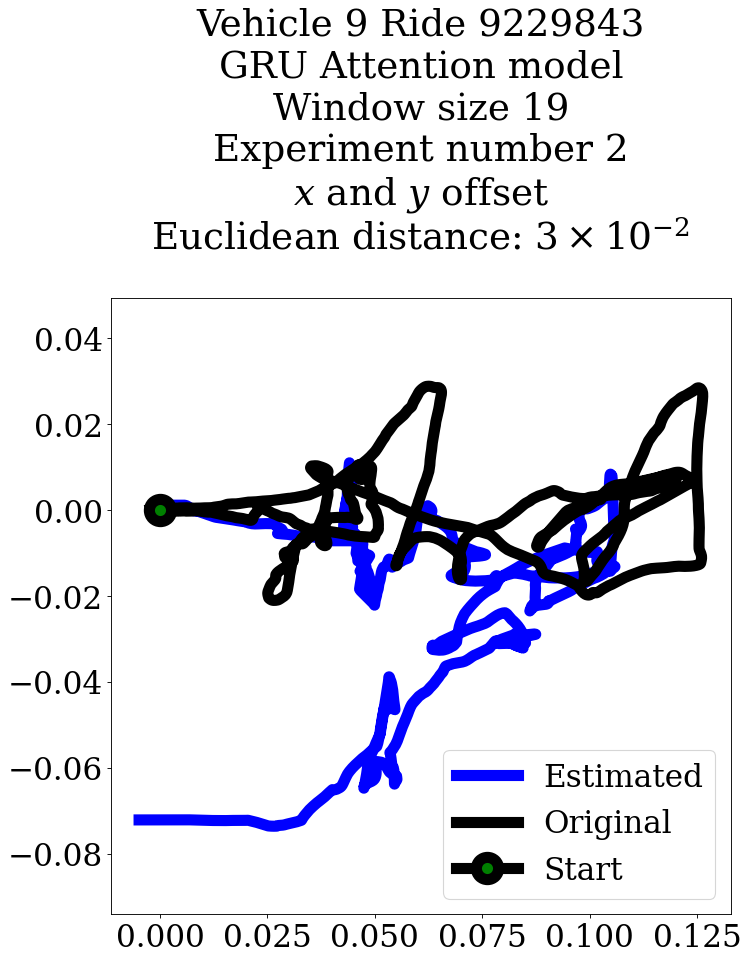 Vehicle 9 Ride 9229843
GRU Attention model
Window size 19
Experiment number 2
x and y offset
Euclidean distance: 3 × 10⁻²
0.04
0.02
0.00
−0.02
−0.04
−0.06
−0.08
Estimated
Original
Start
0.000 0.025 0.050 0.075 0.100 0.125